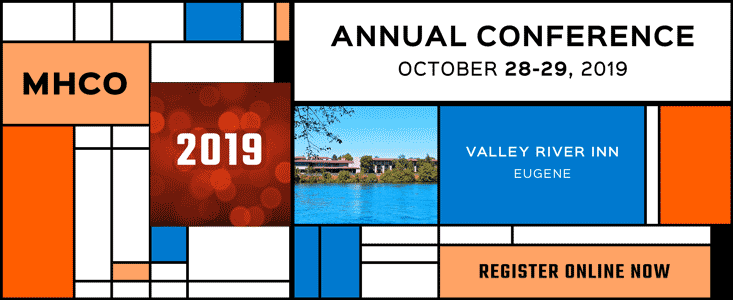 MHCO
2019
ANNUAL CONFERENCE
OCTOBER 28-29, 2019
VALLEY RIVER INN
EUGENE
REGISTER ONLINE NOW